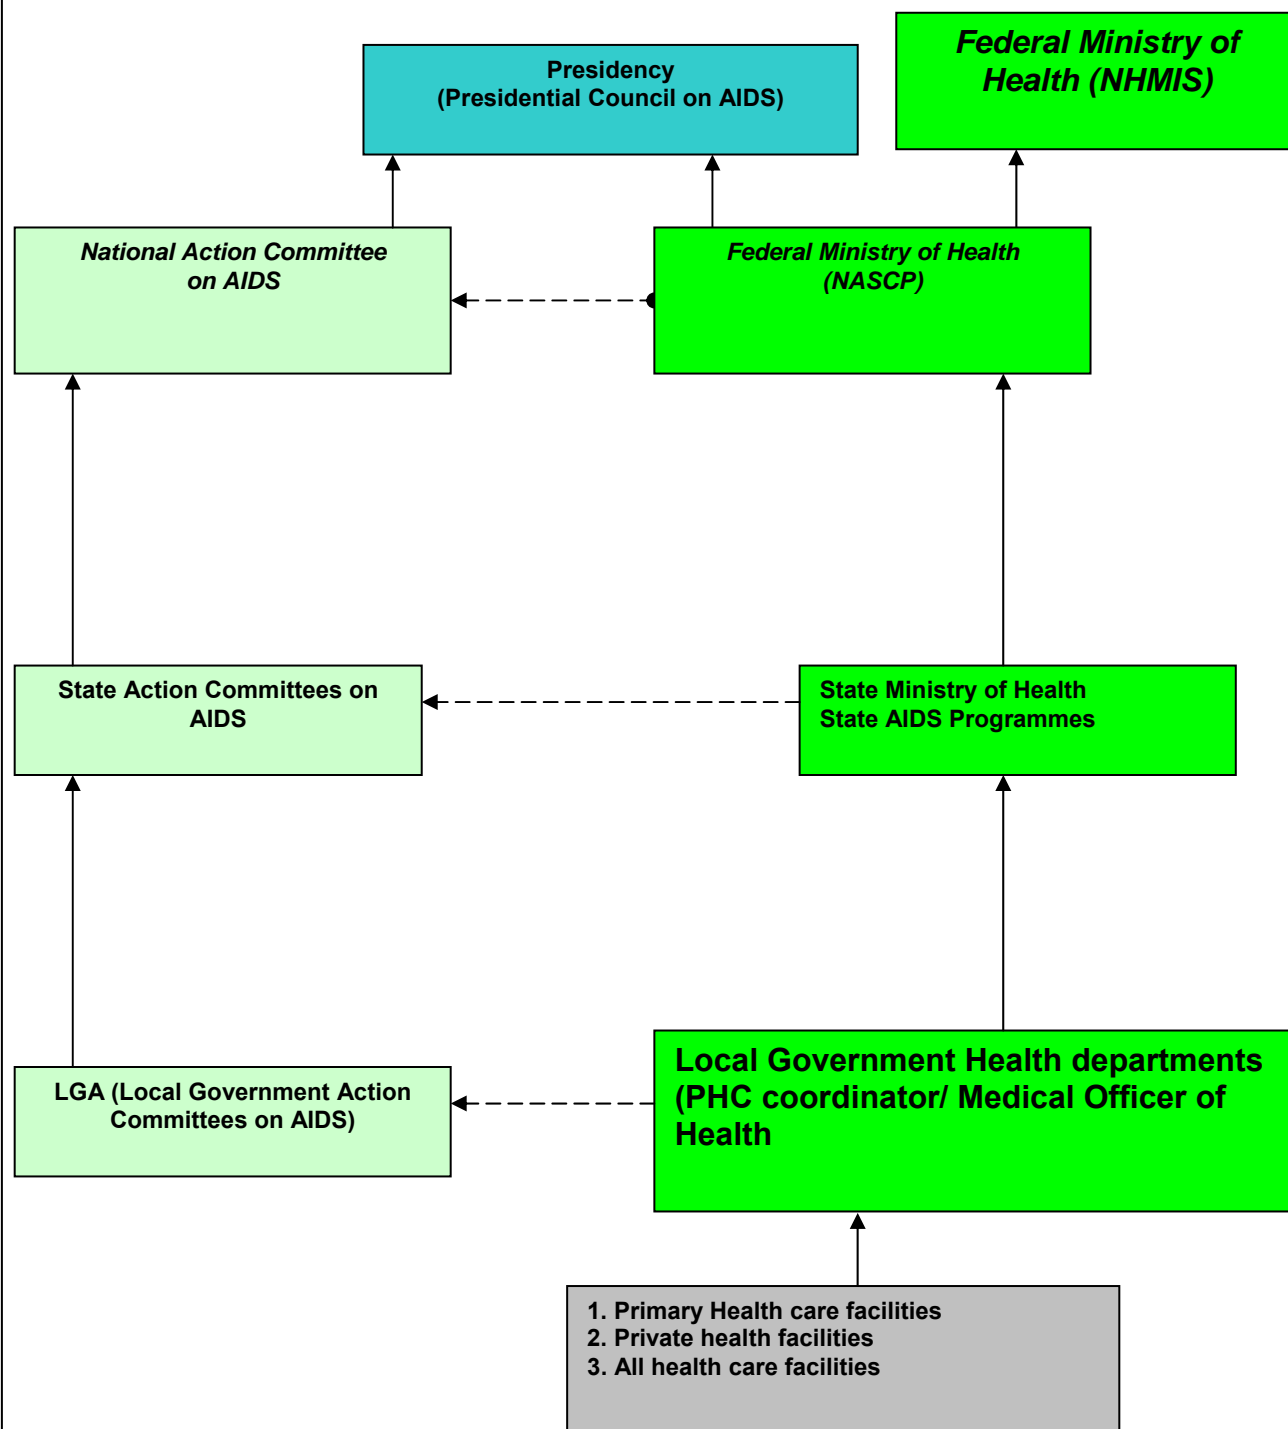 Federal Ministry of
Health (NHMIS)
Presidency
(Presidential Council on AIDS)
National Action Committee
on AIDS
Federal Ministry of Health
(NASCP)
State Action Committees on
AIDS
State Ministry of Health
State AIDS Programmes
LGA (Local Government Action
Committees on AIDS)
Local Government Health departments
(PHC coordinator/ Medical Officer of
Health
1. Primary Health care facilities
2. Private health facilities
3. All health care facilities